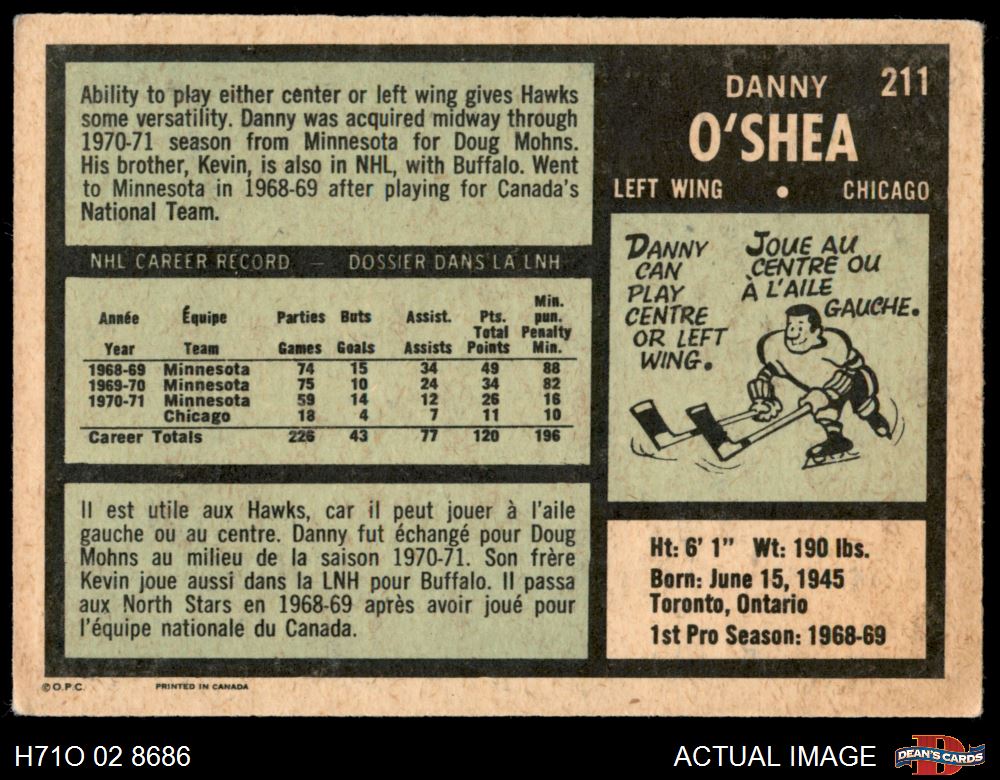 DANNY 211
O'SHEA
LEFT WING • CHICAGO
Ability to play either center or left wing gives Hawks
some versatility. Danny was acquired midway through
1970-71 season from Minnesota for Doug Mohns.
His brother, Kevin, is also in NHL, with Buffalo. Went
to Minnesota in 1968-69 after playing for Canada's
National Team.
NHL CAREER RECORD — DOSSIER DANS LA LNH
Année Équipe Parties Buts Assist. Pts. Total Min. pun.
Year Team Games Goals Assists Points Penalty Min.
1968-69 Minnesota 74 15 34 49 88
1969-70 Minnesota 75 10 24 34 82
1970-71 Minnesota 59 14 12 26 16
Chicago 18 4 7 11 10
Career Totals 226 43 77 120 196
Il est utile aux Hawks, car il peut jouer à l'aile
gauche ou au centre. Danny fut échangé pour Doug
Mohns au milieu de la saison 1970-71. Son frère
Kevin joue aussi dans la LNH pour Buffalo. Il passa
aux North Stars en 1968-69 après avoir joué pour
l'équipe nationale du Canada.
DANNY
CAN
PLAY
CENTRE
OR LEFT
WING.
JOUE AU
CENTRE OU
À L'AILE
GAUCHE.
Ht: 6' 1" Wt: 190 lbs.
Born: June 15, 1945
Toronto, Ontario
1st Pro Season: 1968-69
© O.P.C. PRINTED IN CANADA
H71O 02 8686 ACTUAL IMAGE
D
DEAN'S CARDS